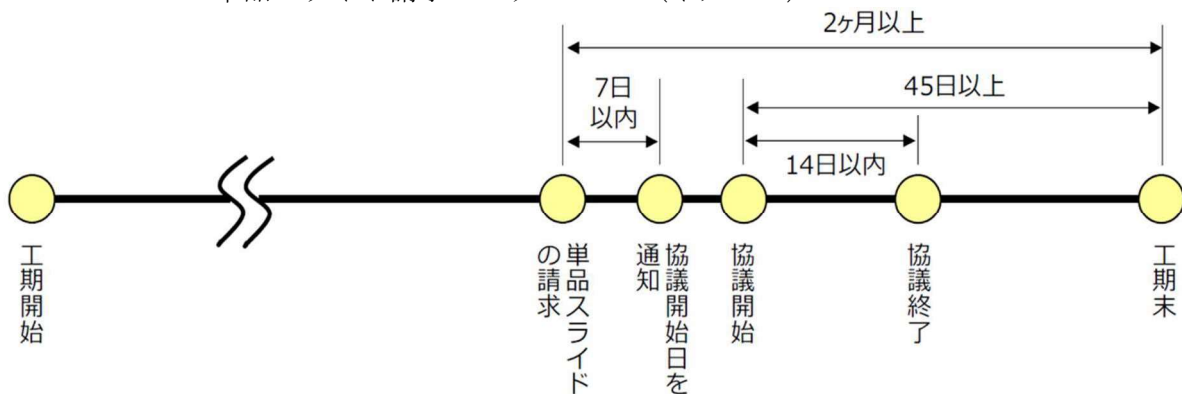 2ヶ月以上
7日
以内
45日以上
14日以内
工期開始
単品スライド
の請求
協議開始日を
通知
協議開始
協議終了
工期末